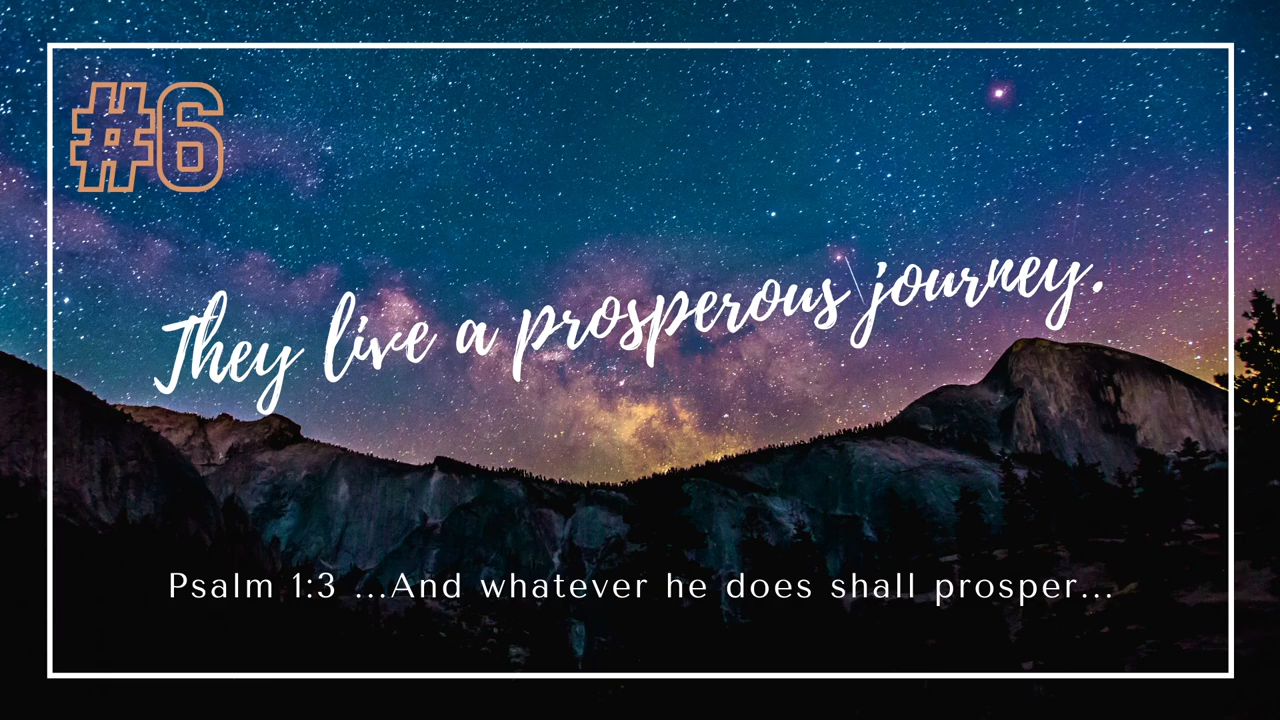 #6
They live a prosperous journey.
Psalm 1:3 ...And whatever he does shall prosper...